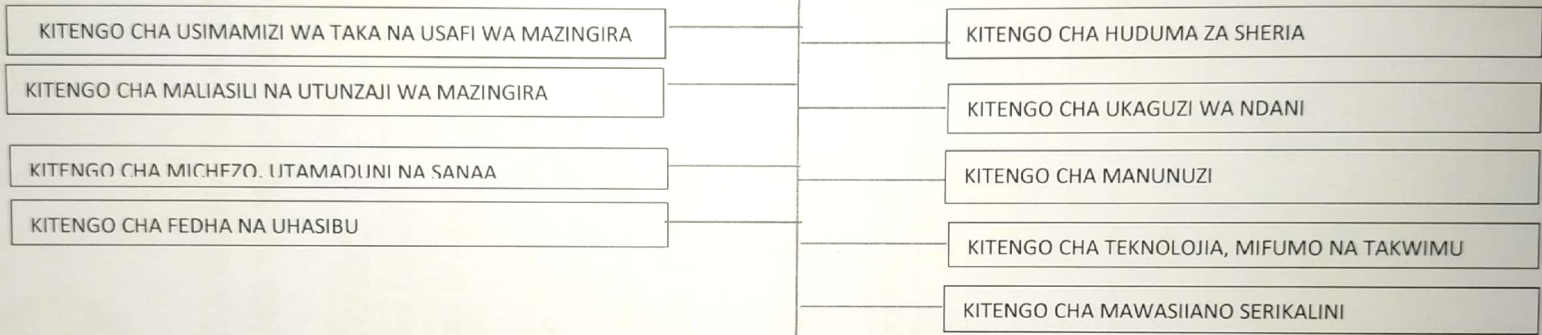 KITENGO CHA USIMAMIZI WA TAKA NA USAFI WA MAZINGIRA
KITENGO CHA MALIASILI NA UTUNZAJI WA MAZINGIRA
KITENGO CHA MICHEZO, UTAMADUNI NA SANAA
KITENGO CHA FEDHA NA UHASIBU
KITENGO CHA HUDUMA ZA SHERIA
KITENGO CHA UKAGUZI WA NDANI
KITENGO CHA MANUNUZI
KITENGO CHA TEKNOLOJIA, MIFUMO NA TAKWIMU
KITENGO CHA MAWASIIANO SERIKALINI